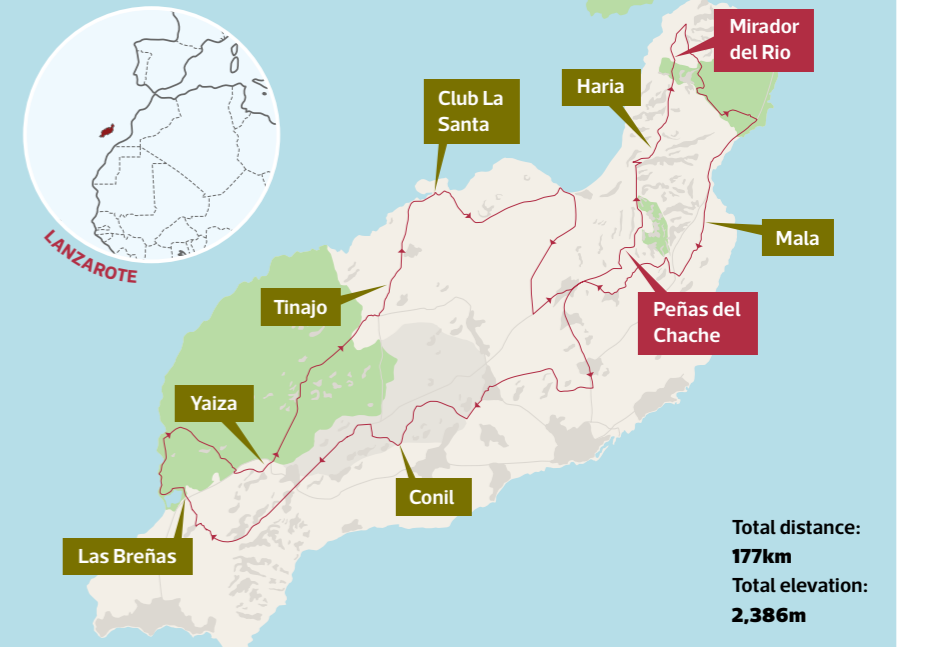 Mirador
del Rio
Haria
Club La
Santa
Mala
LANZAROTE
Tinajo
Peñas del
Chache
Yaiza
Conil
Las Breñas
Total distance:
177km
Total elevation:
2,386m